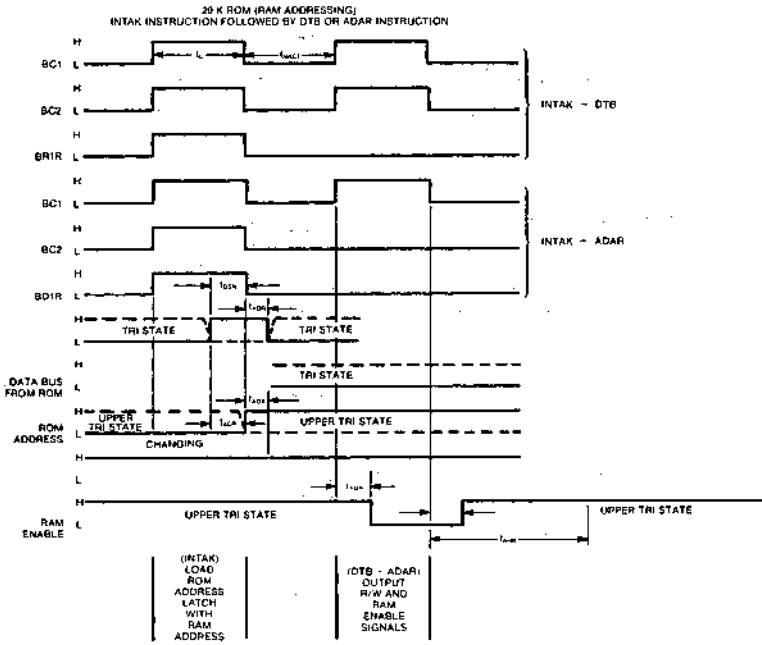 20 K ROM (RAM ADDRESSING)
INTAK INSTRUCTION FOLLOWED BY DTB OR ADAR INSTRUCTION
H
BC1 L
H
BC2 L
INTAK – DTB
H
BR1R L
H
BC1 L
H
BC2 L
INTAK – ADAR
H
BD1R L
H
TRI STATE TRI STATE
L
H
TRI STATE
DATA BUS L
FROM ROM
H
UPPER UPPER TRI STATE
TRI STATE
ROM L
ADDRESS
CHANGING
H
L
H
UPPER TRI STATE UPPER TRI STATE
RAM L
ENABLE
(INTAK)
LOAD
ROM
ADDRESS
LATCH
WITH
RAM
ADDRESS
(DTB – ADAR)
OUTPUT
R/W AND
RAM
ENABLE
SIGNALS